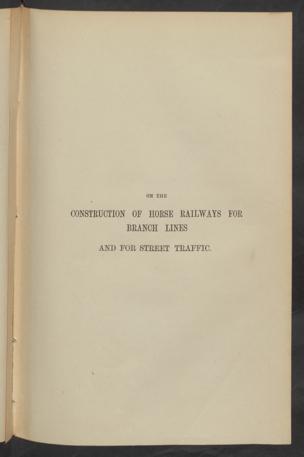 ON THE
CONSTRUCTION OF HORSE RAILWAYS FOR
BRANCH LINES
AND FOR STREET TRAFFIC.